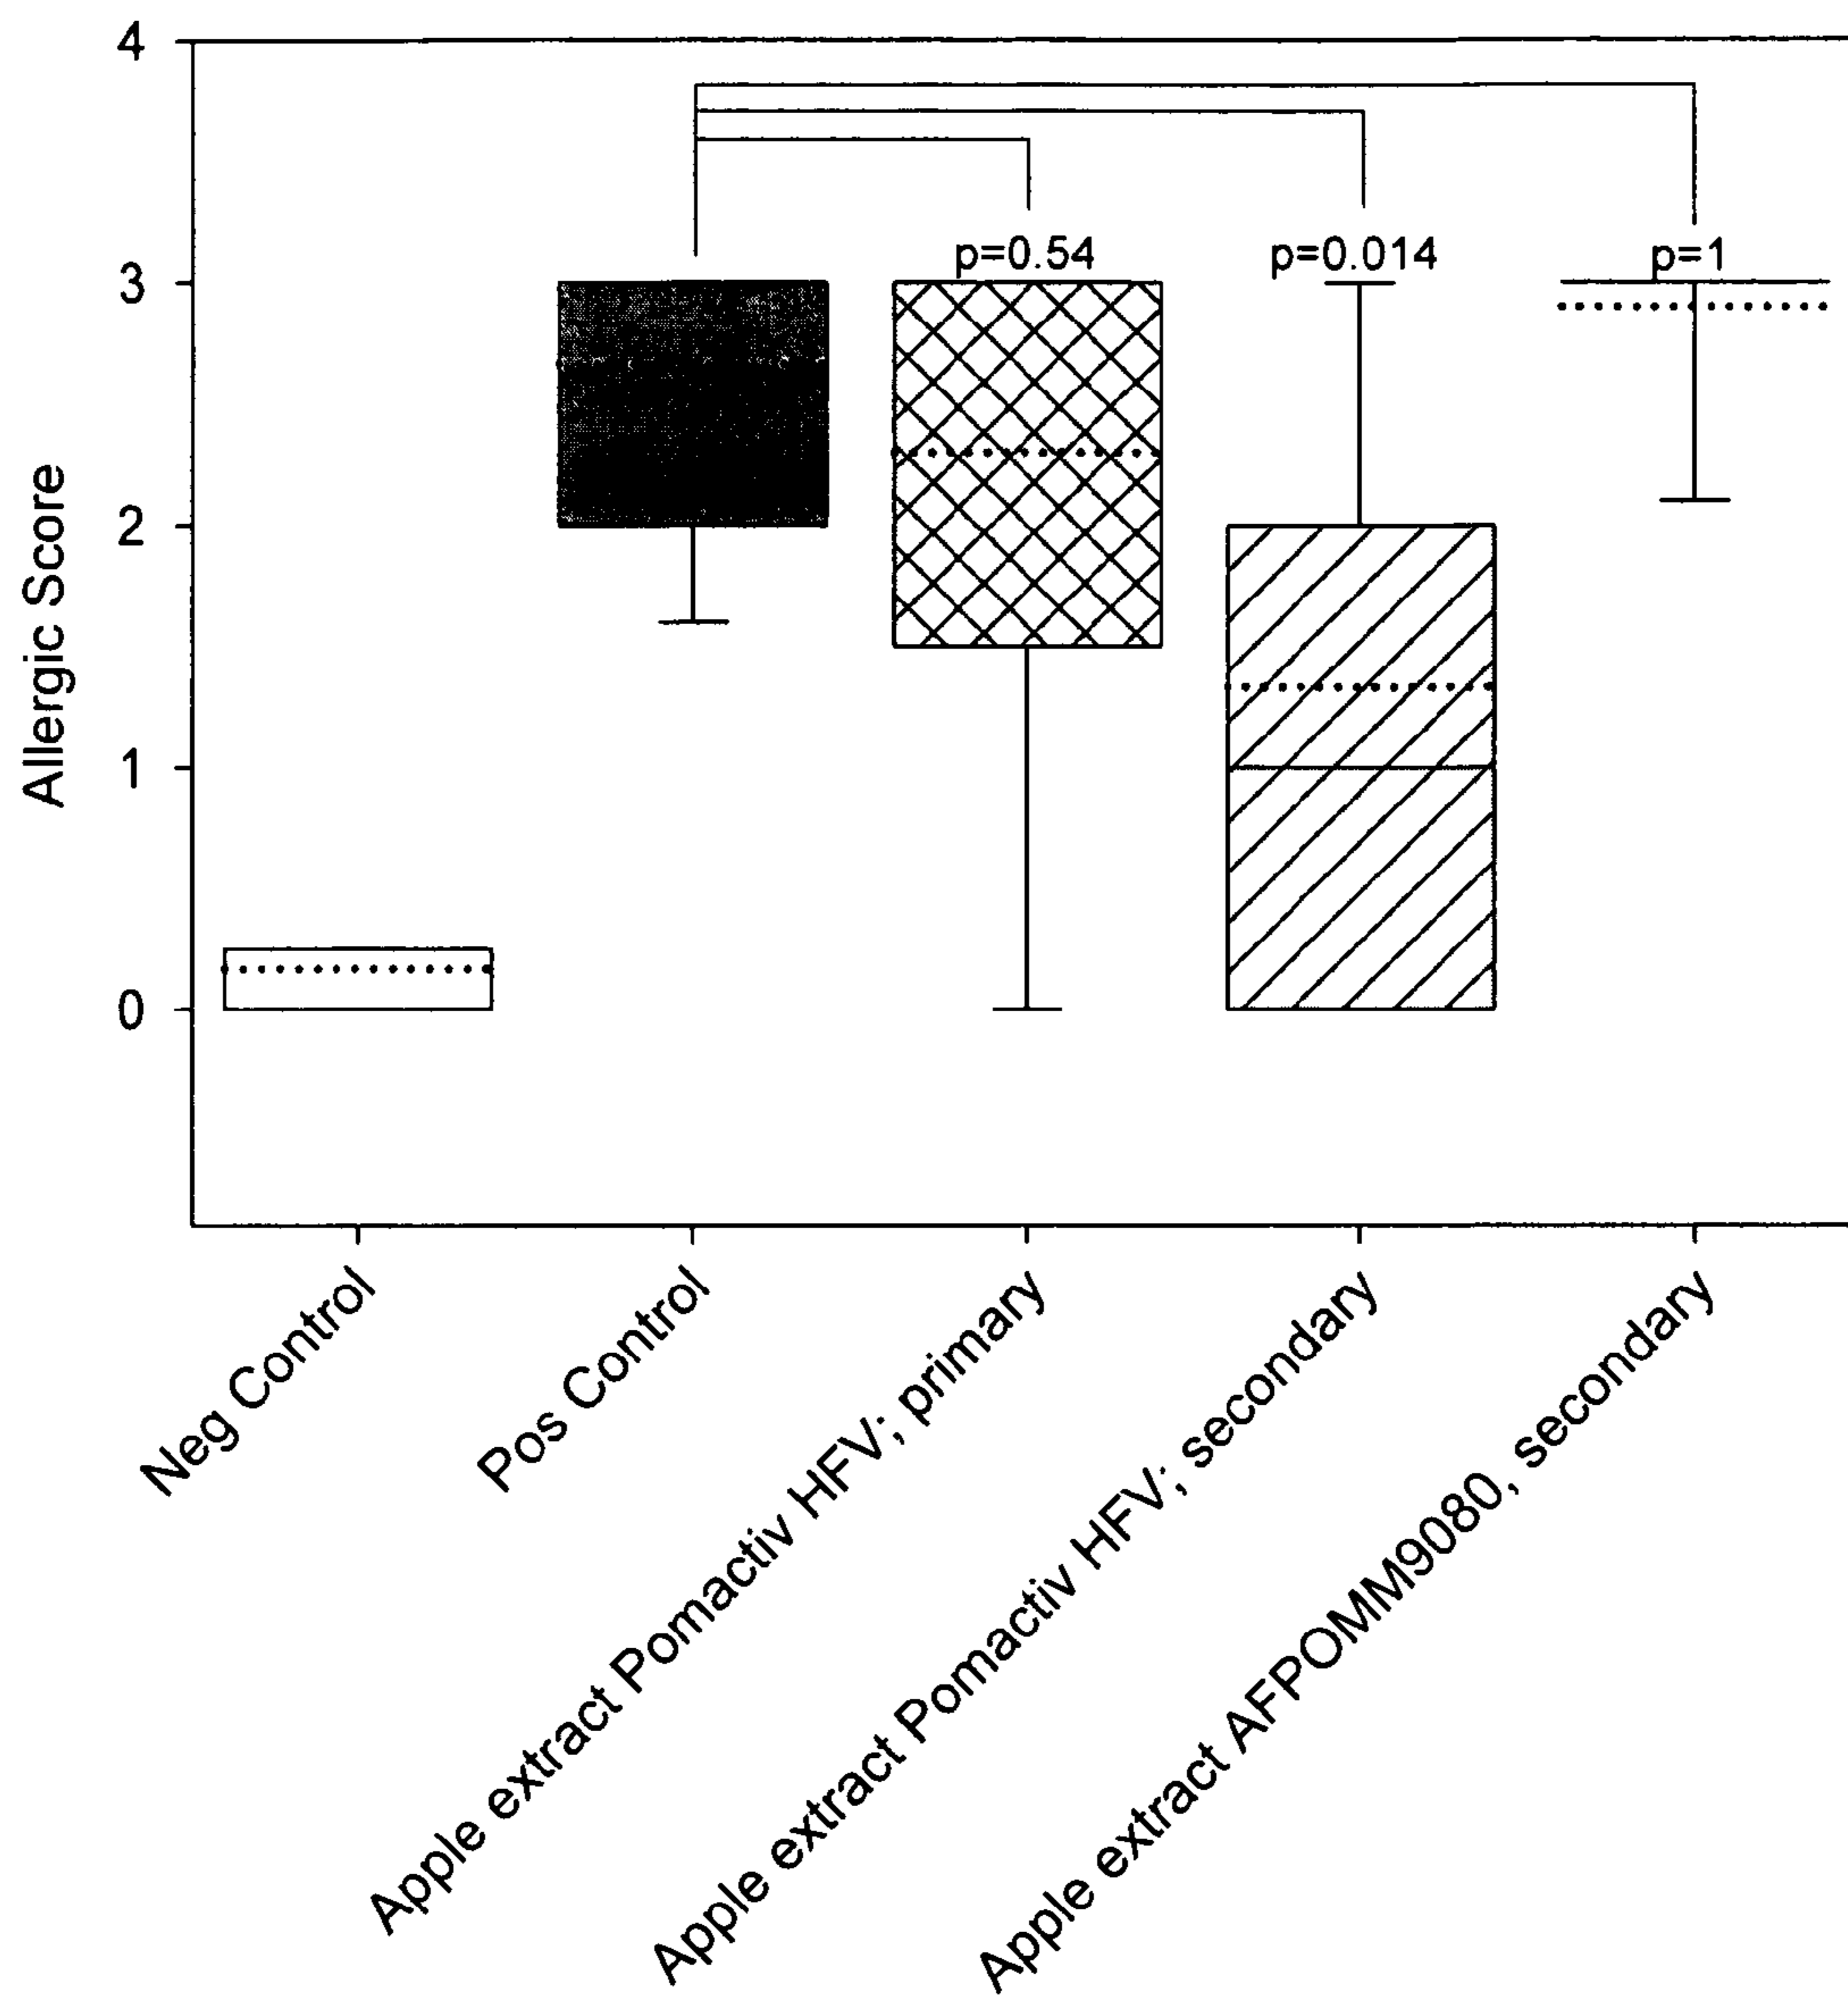 4
p=0.54
p=0.014
p=1
3
2
1
0
Allergic Score
Neg Control
Pos Control
Apple extract Pomactiv HFV; primary
Apple extract Pomactiv HFV; secondary
Apple extract AFPOMM9080, secondary